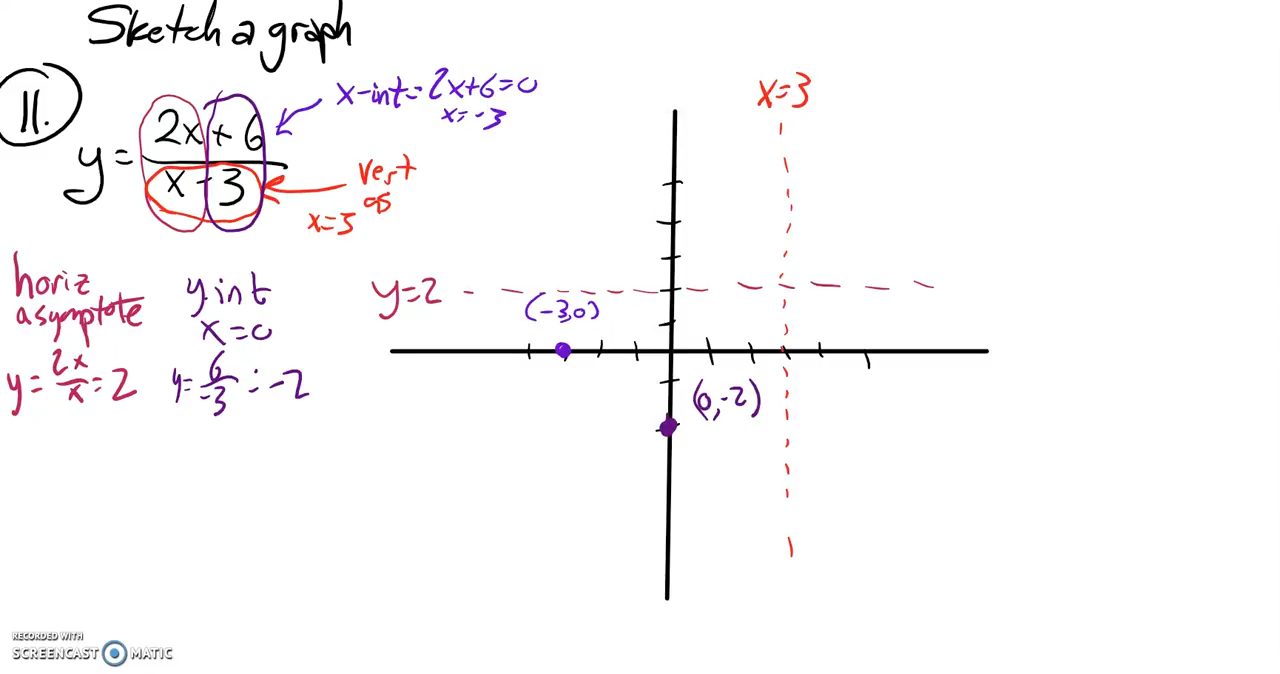 Sketch a graph
11.
y = 2x + 6
x - 3
x-int = 2x+6=0
x=-3
vert
as
x=3
horiz
asymptote
y = 2x/x = 2
y int
x=0
y = 6/-3 = -2
x=3
y=2
(-3,0)
(0,-2)
RECORDED WITH
SCREENCAST MATIC